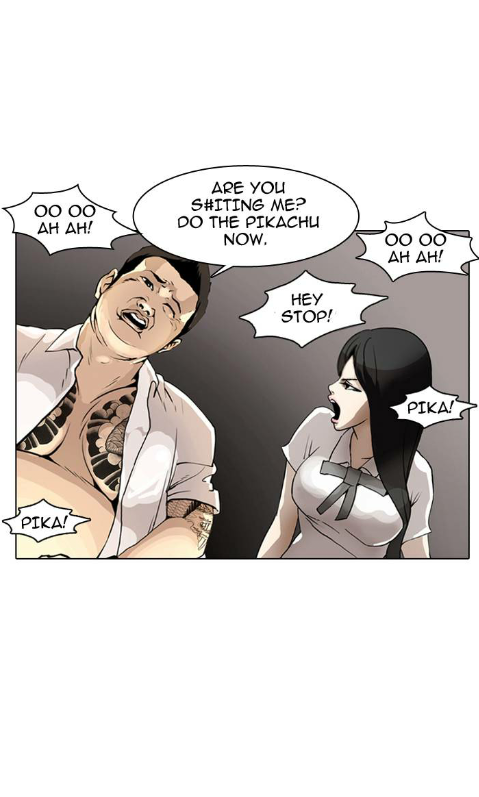 OO OO
AH AH!
ARE YOU
S#ITING ME?
DO THE PIKACHU
NOW.
OO OO
AH AH!
HEY
STOP!
PIKA!
PIKA!